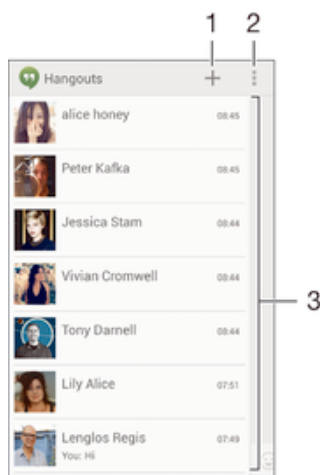 1 2
Hangouts
alice honey 08:45
Peter Kafka 08:45
Jessica Stam 08:44
Vivian Cromwell 08:44
3
Tony Darnell 08:44
Lily Alice 07:51
Lenglos Regis 07:49
You: Hi